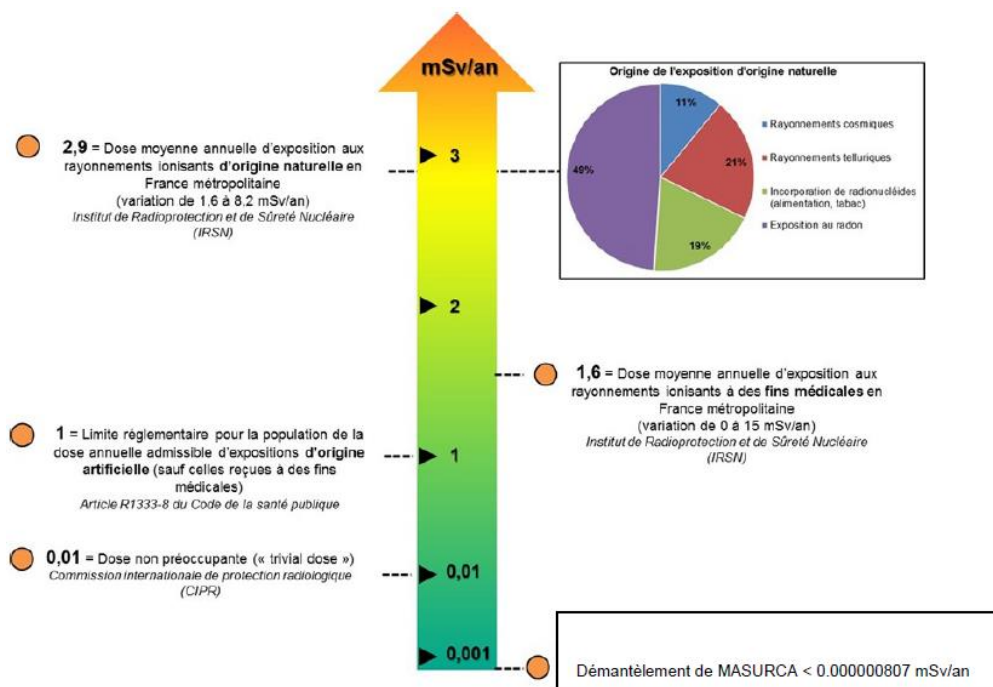 mSv/an
Origine de l'exposition d'origine naturelle
11%
21%
19%
49%
Rayonnements cosmiques
Rayonnements telluriques
Incorporation de radionucléides
(alimentation, tabac)
Exposition au radon
2,9 = Dose moyenne annuelle d'exposition aux
rayonnements ionisants d'origine naturelle en
France métropolitaine
(variation de 1,6 à 8,2 mSv/an)
Institut de Radioprotection et de Sûreté Nucléaire
(IRSN)
3
2
1,6 = Dose moyenne annuelle d'exposition aux
rayonnements ionisants à des fins médicales en
France métropolitaine
(variation de 0 à 15 mSv/an)
Institut de Radioprotection et de Sûreté Nucléaire
(IRSN)
1 = Limite réglementaire pour la population de la
dose annuelle admissible d'expositions d'origine
artificielle (sauf celles reçues à des fins
médicales)
Article R1333-8 du Code de la santé publique
1
0,01 = Dose non préoccupante (« trivial dose »)
Commission internationale de protection radiologique
(CIPR)
0,01
0,001
Démantèlement de MASURCA < 0.000000807 mSv/an